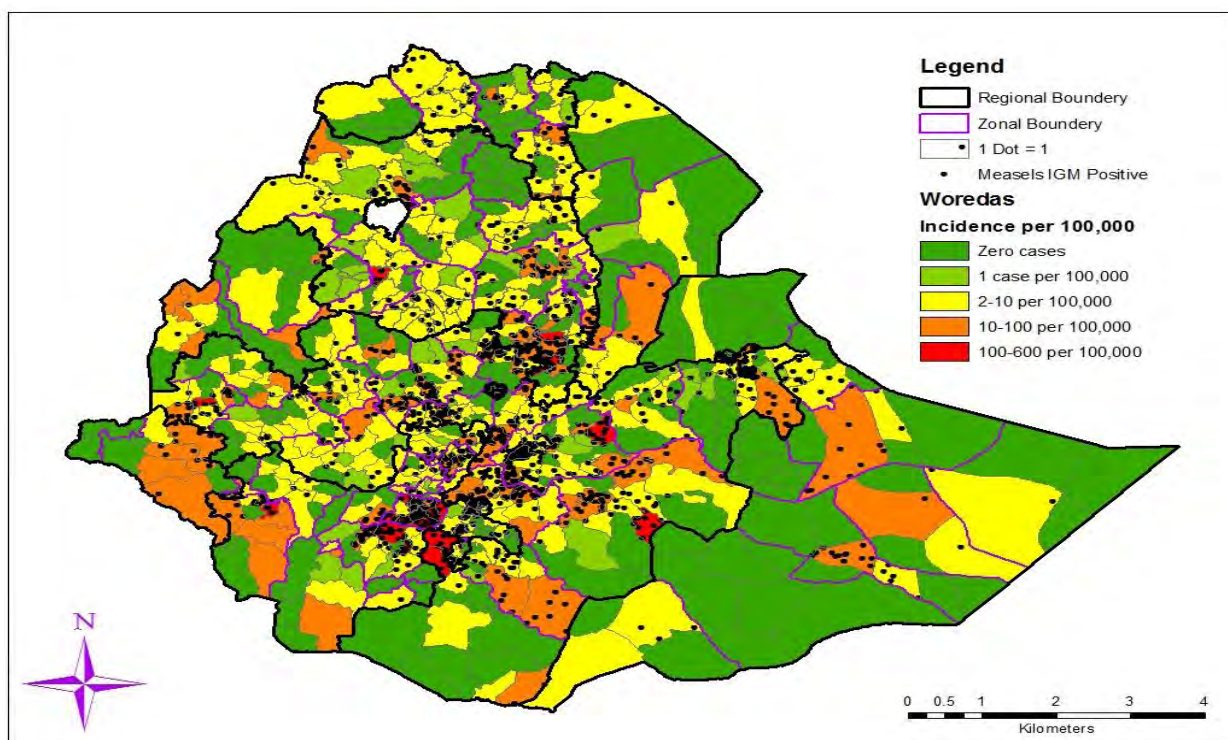 Legend
Regional Boundary
Zonal Boundary
1 Dot = 1
Measels IGM Positive
Woredas
Incidence per 100,000
Zero cases
1 case per 100,000
2-10 per 100,000
10-100 per 100,000
100-600 per 100,000
N
0 0.5 1 2 3 4
Kilometers